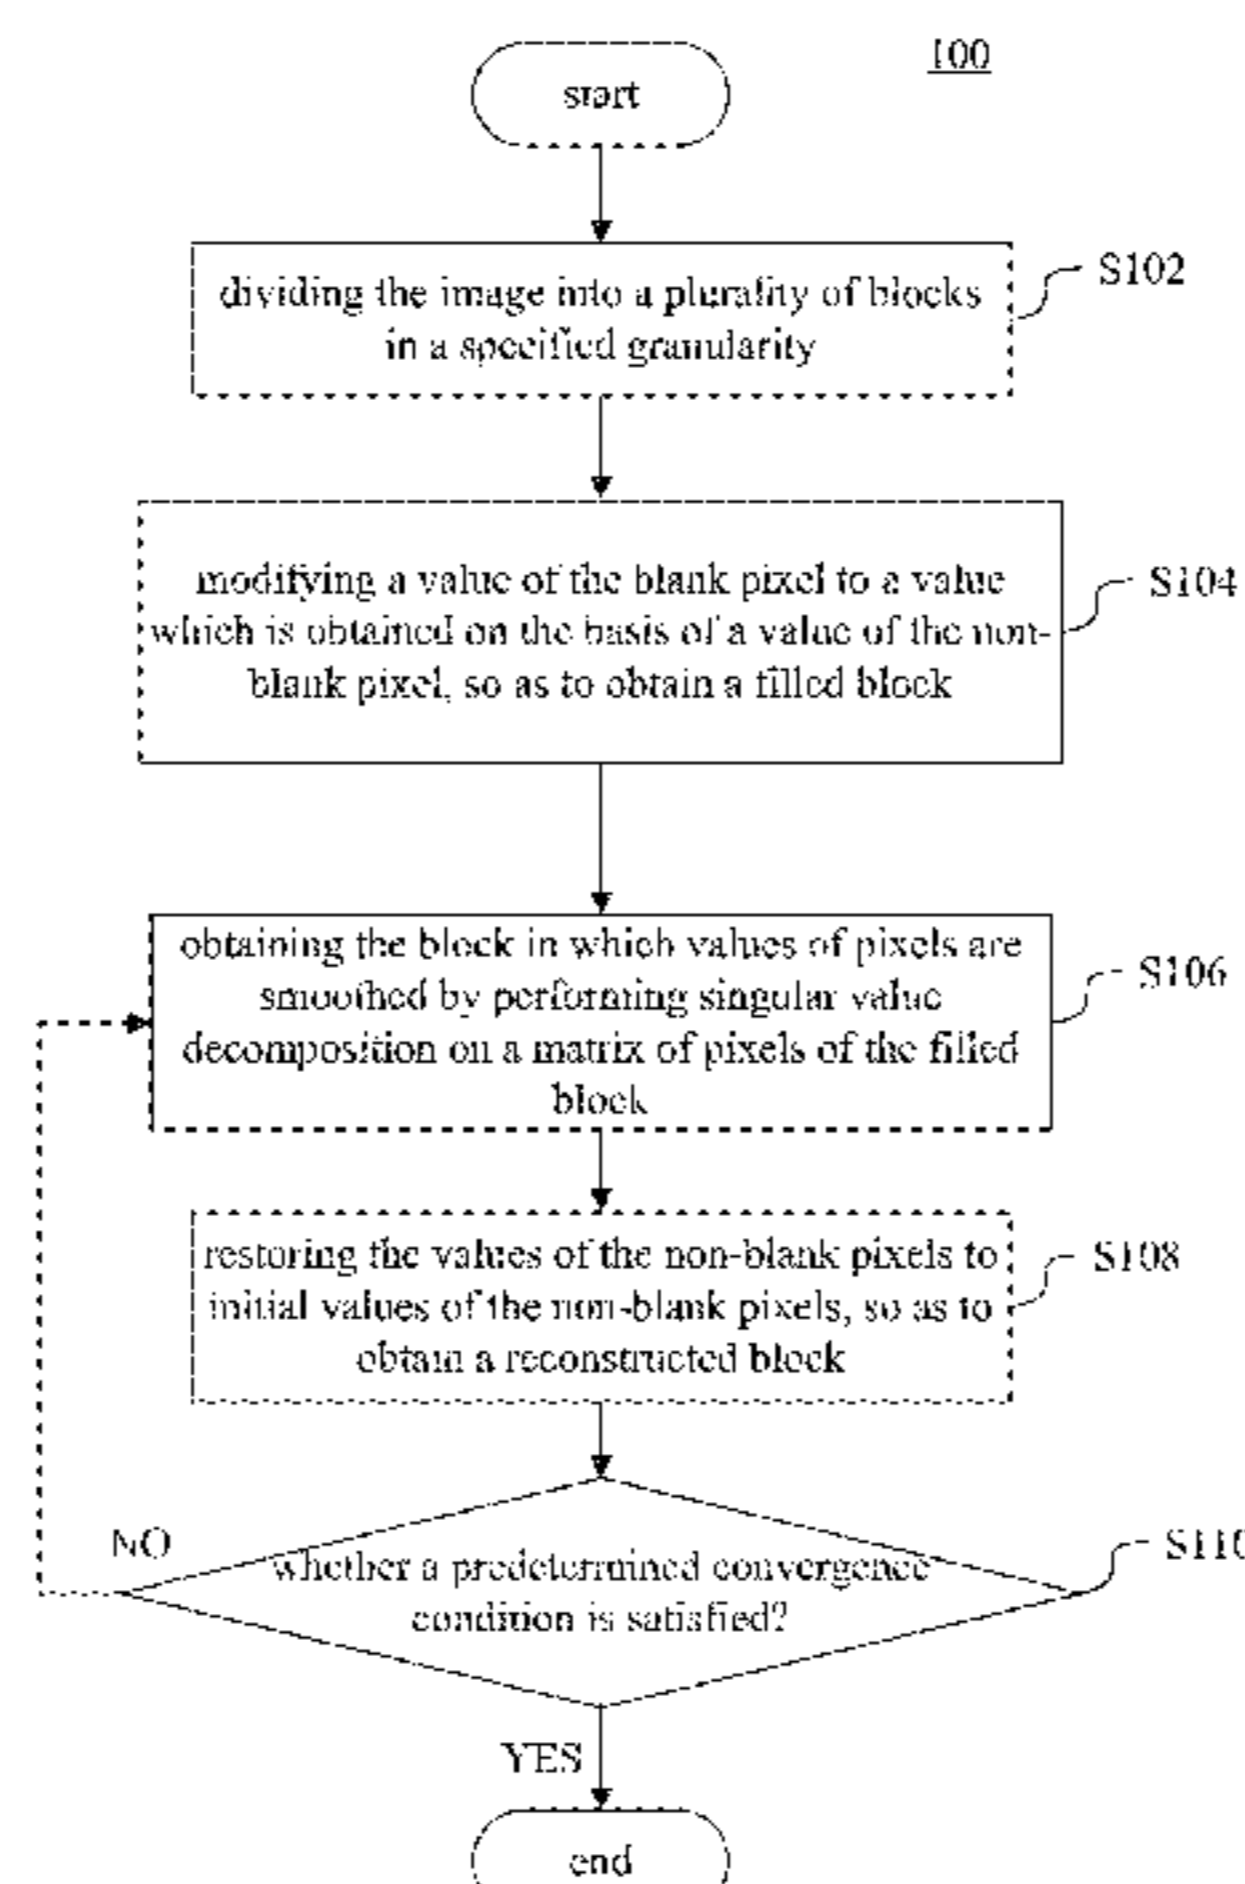 100
start
dividing the image into a plurality of blocks
in a specified granularity
S102
modifying a value of the blank pixel to a value
which is obtained on the basis of a value of the non-
blank pixel, so as to obtain a filled block
S104
obtaining the block in which values of pixels are
smoothed by performing singular value
decomposition on a matrix of pixels of the filled
block
S106
restoring the values of the non-blank pixels to
initial values of the non-blank pixels, so as to
obtain a reconstructed block
S108
NO
whether a predetermined convergence
condition is satisfied?
S110
YES
end